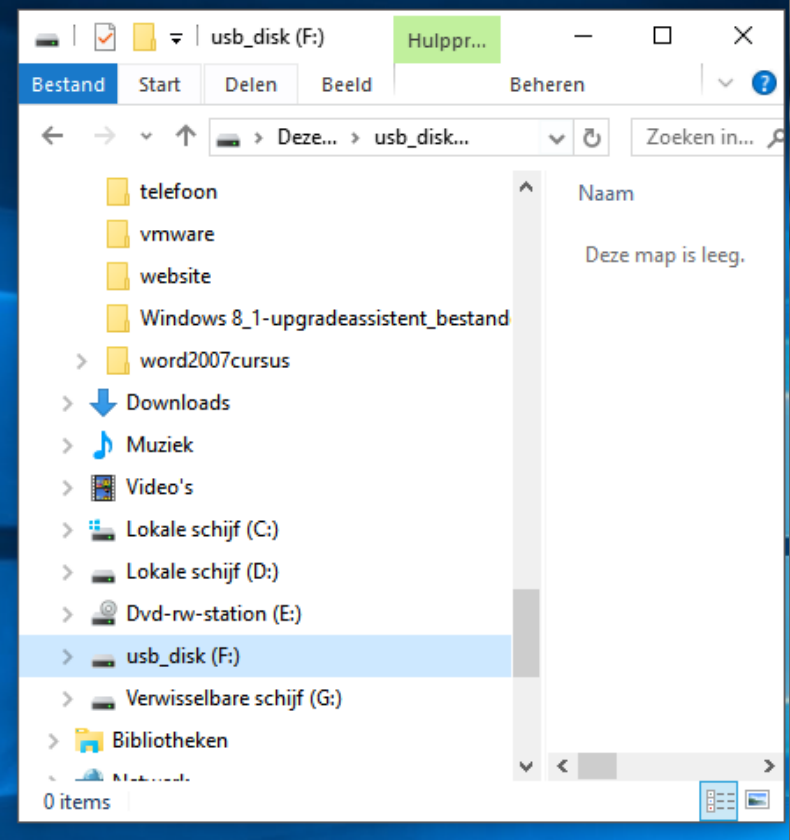 usb_disk (F:)
Hulppr...
Bestand Start Delen Beeld Beheren
Deze... usb_disk... Zoeken in...
telefoon
Naam
vmware
Deze map is leeg.
website
Windows 8_1-upgradeassistent_bestand
word2007cursus
Downloads
Muziek
Video's
Lokale schijf (C:)
Lokale schijf (D:)
Dvd-rw-station (E:)
usb_disk (F:)
Verwisselbare schijf (G:)
Bibliotheken
0 items